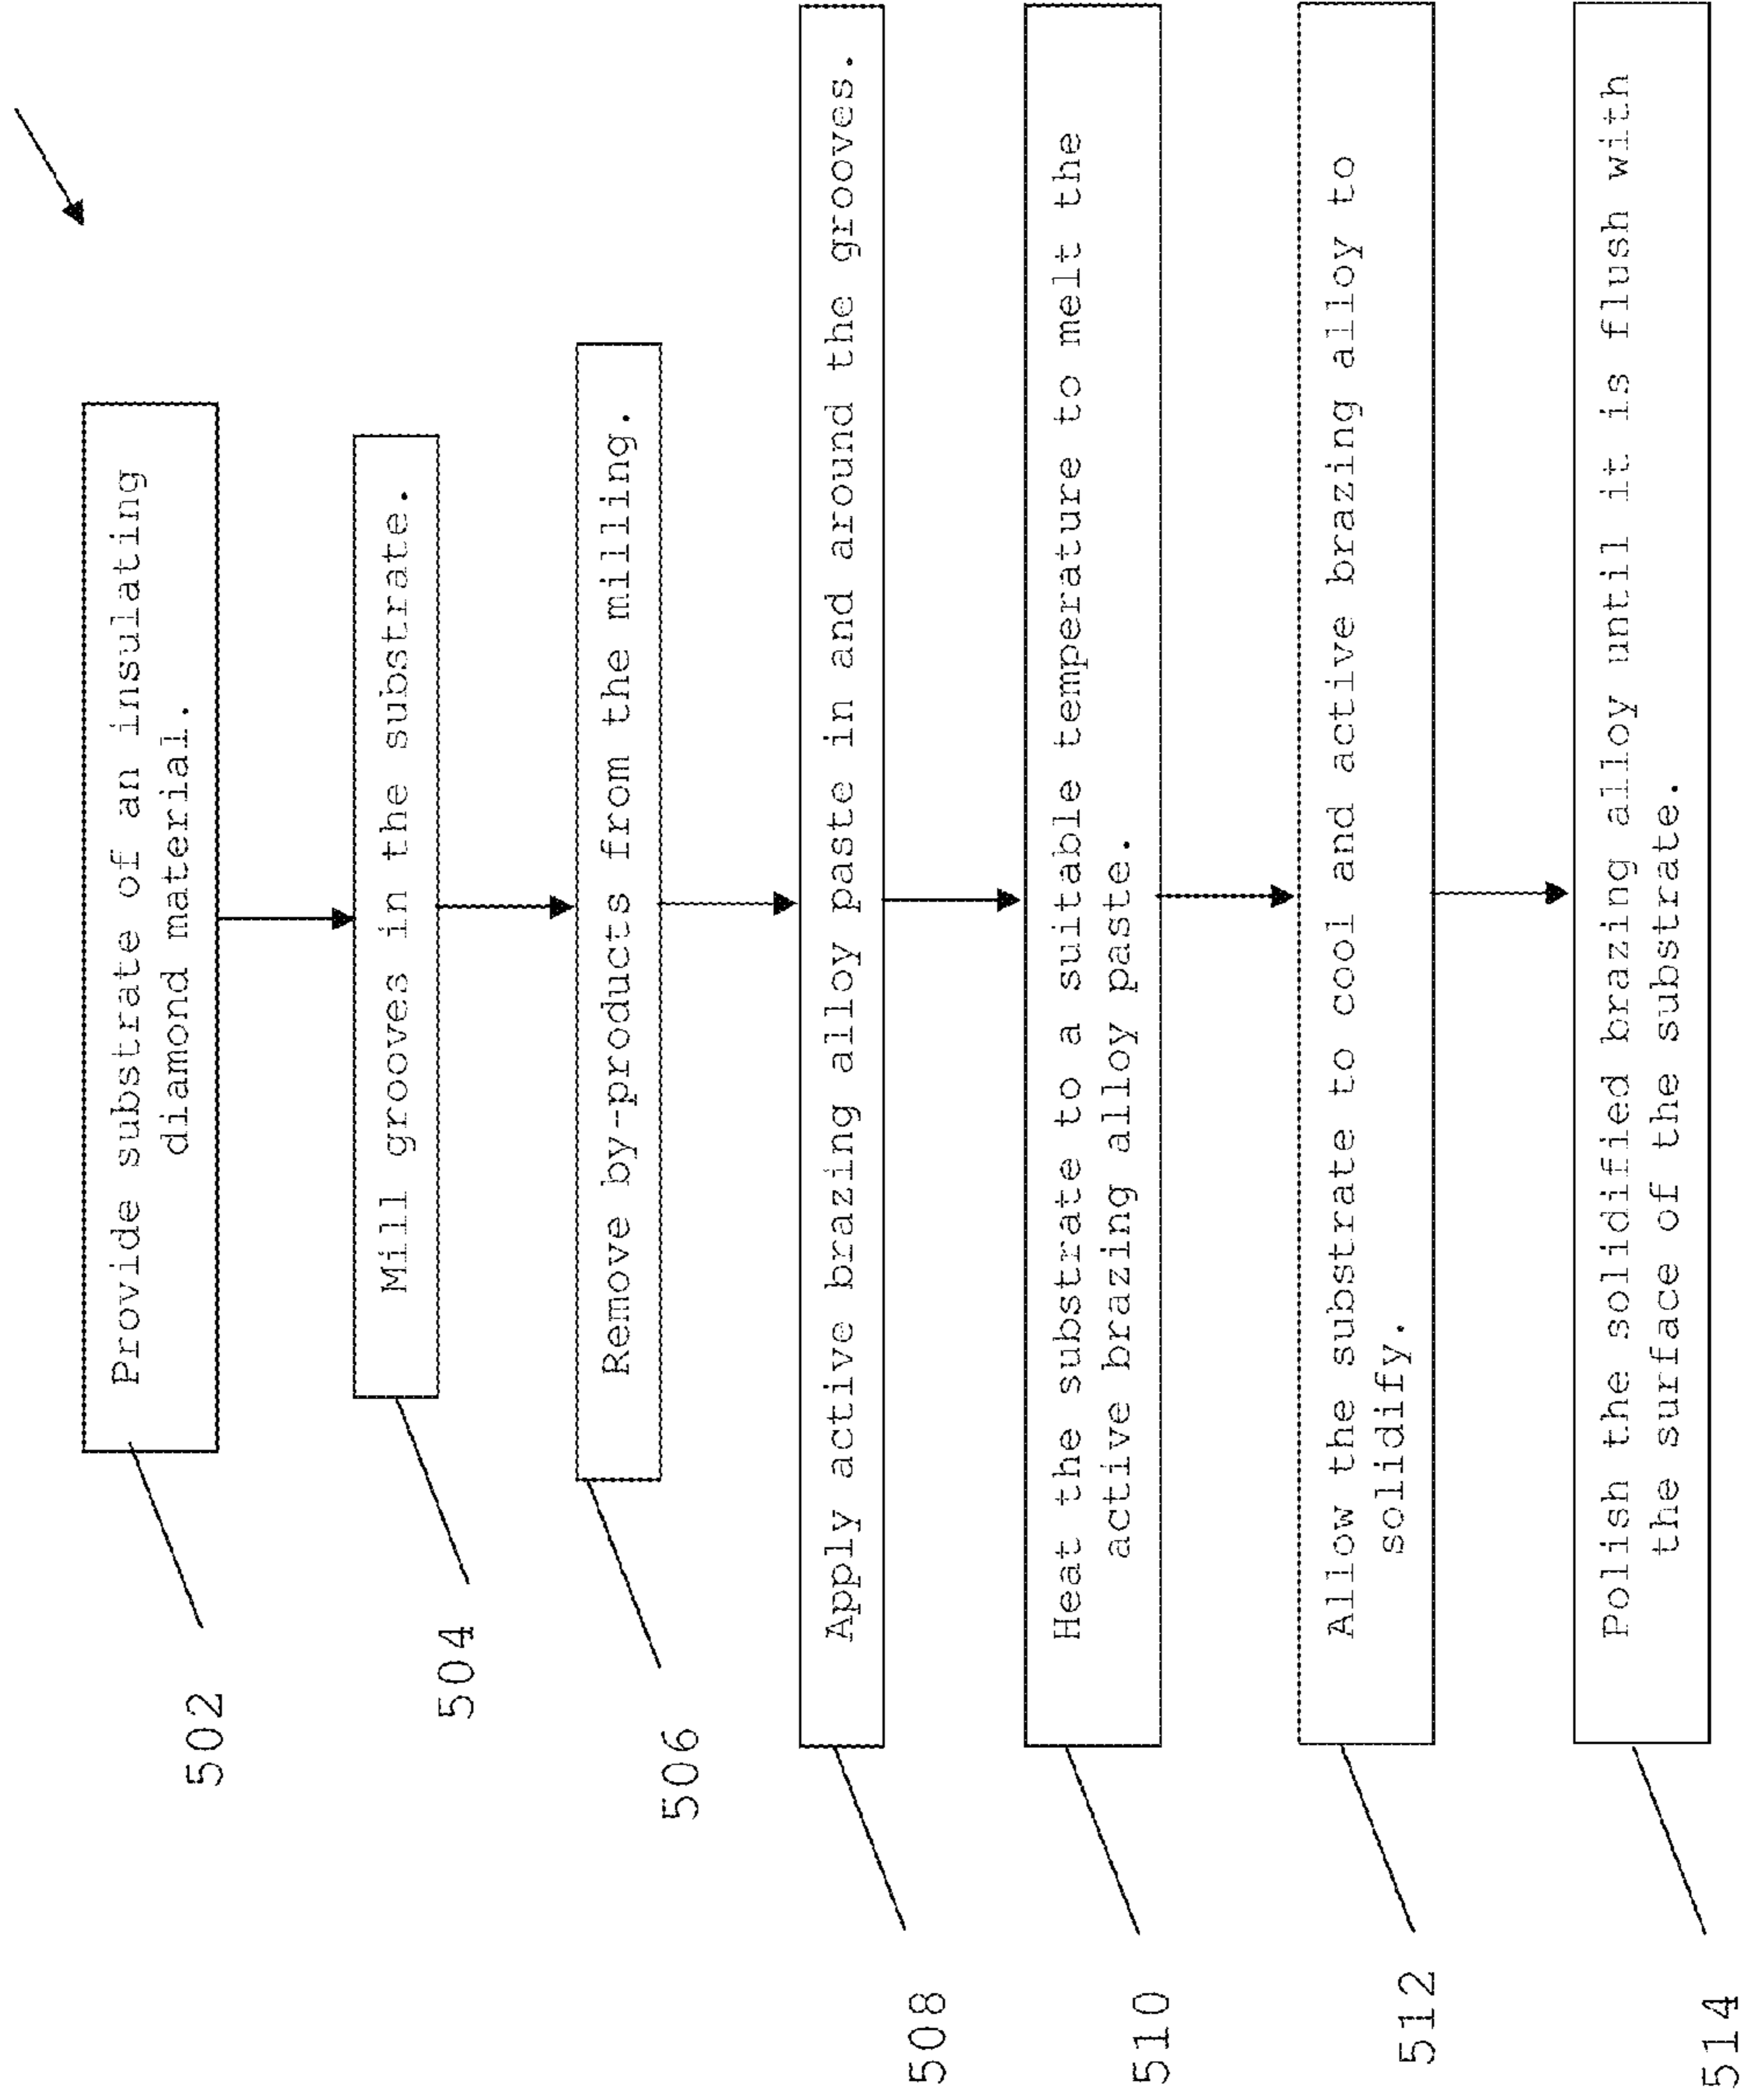 502
Provide substrate of an insulating
diamond material.
504
Mill grooves in the substrate.
506
Remove by-products from the milling.
508
Apply active brazing alloy paste in and around the grooves.
510
Heat the substrate to a suitable temperature to melt the
active brazing alloy paste.
512
Allow the substrate to cool and active brazing alloy to
solidify.
514
Polish the solidified brazing alloy until it is flush with
the surface of the substrate.